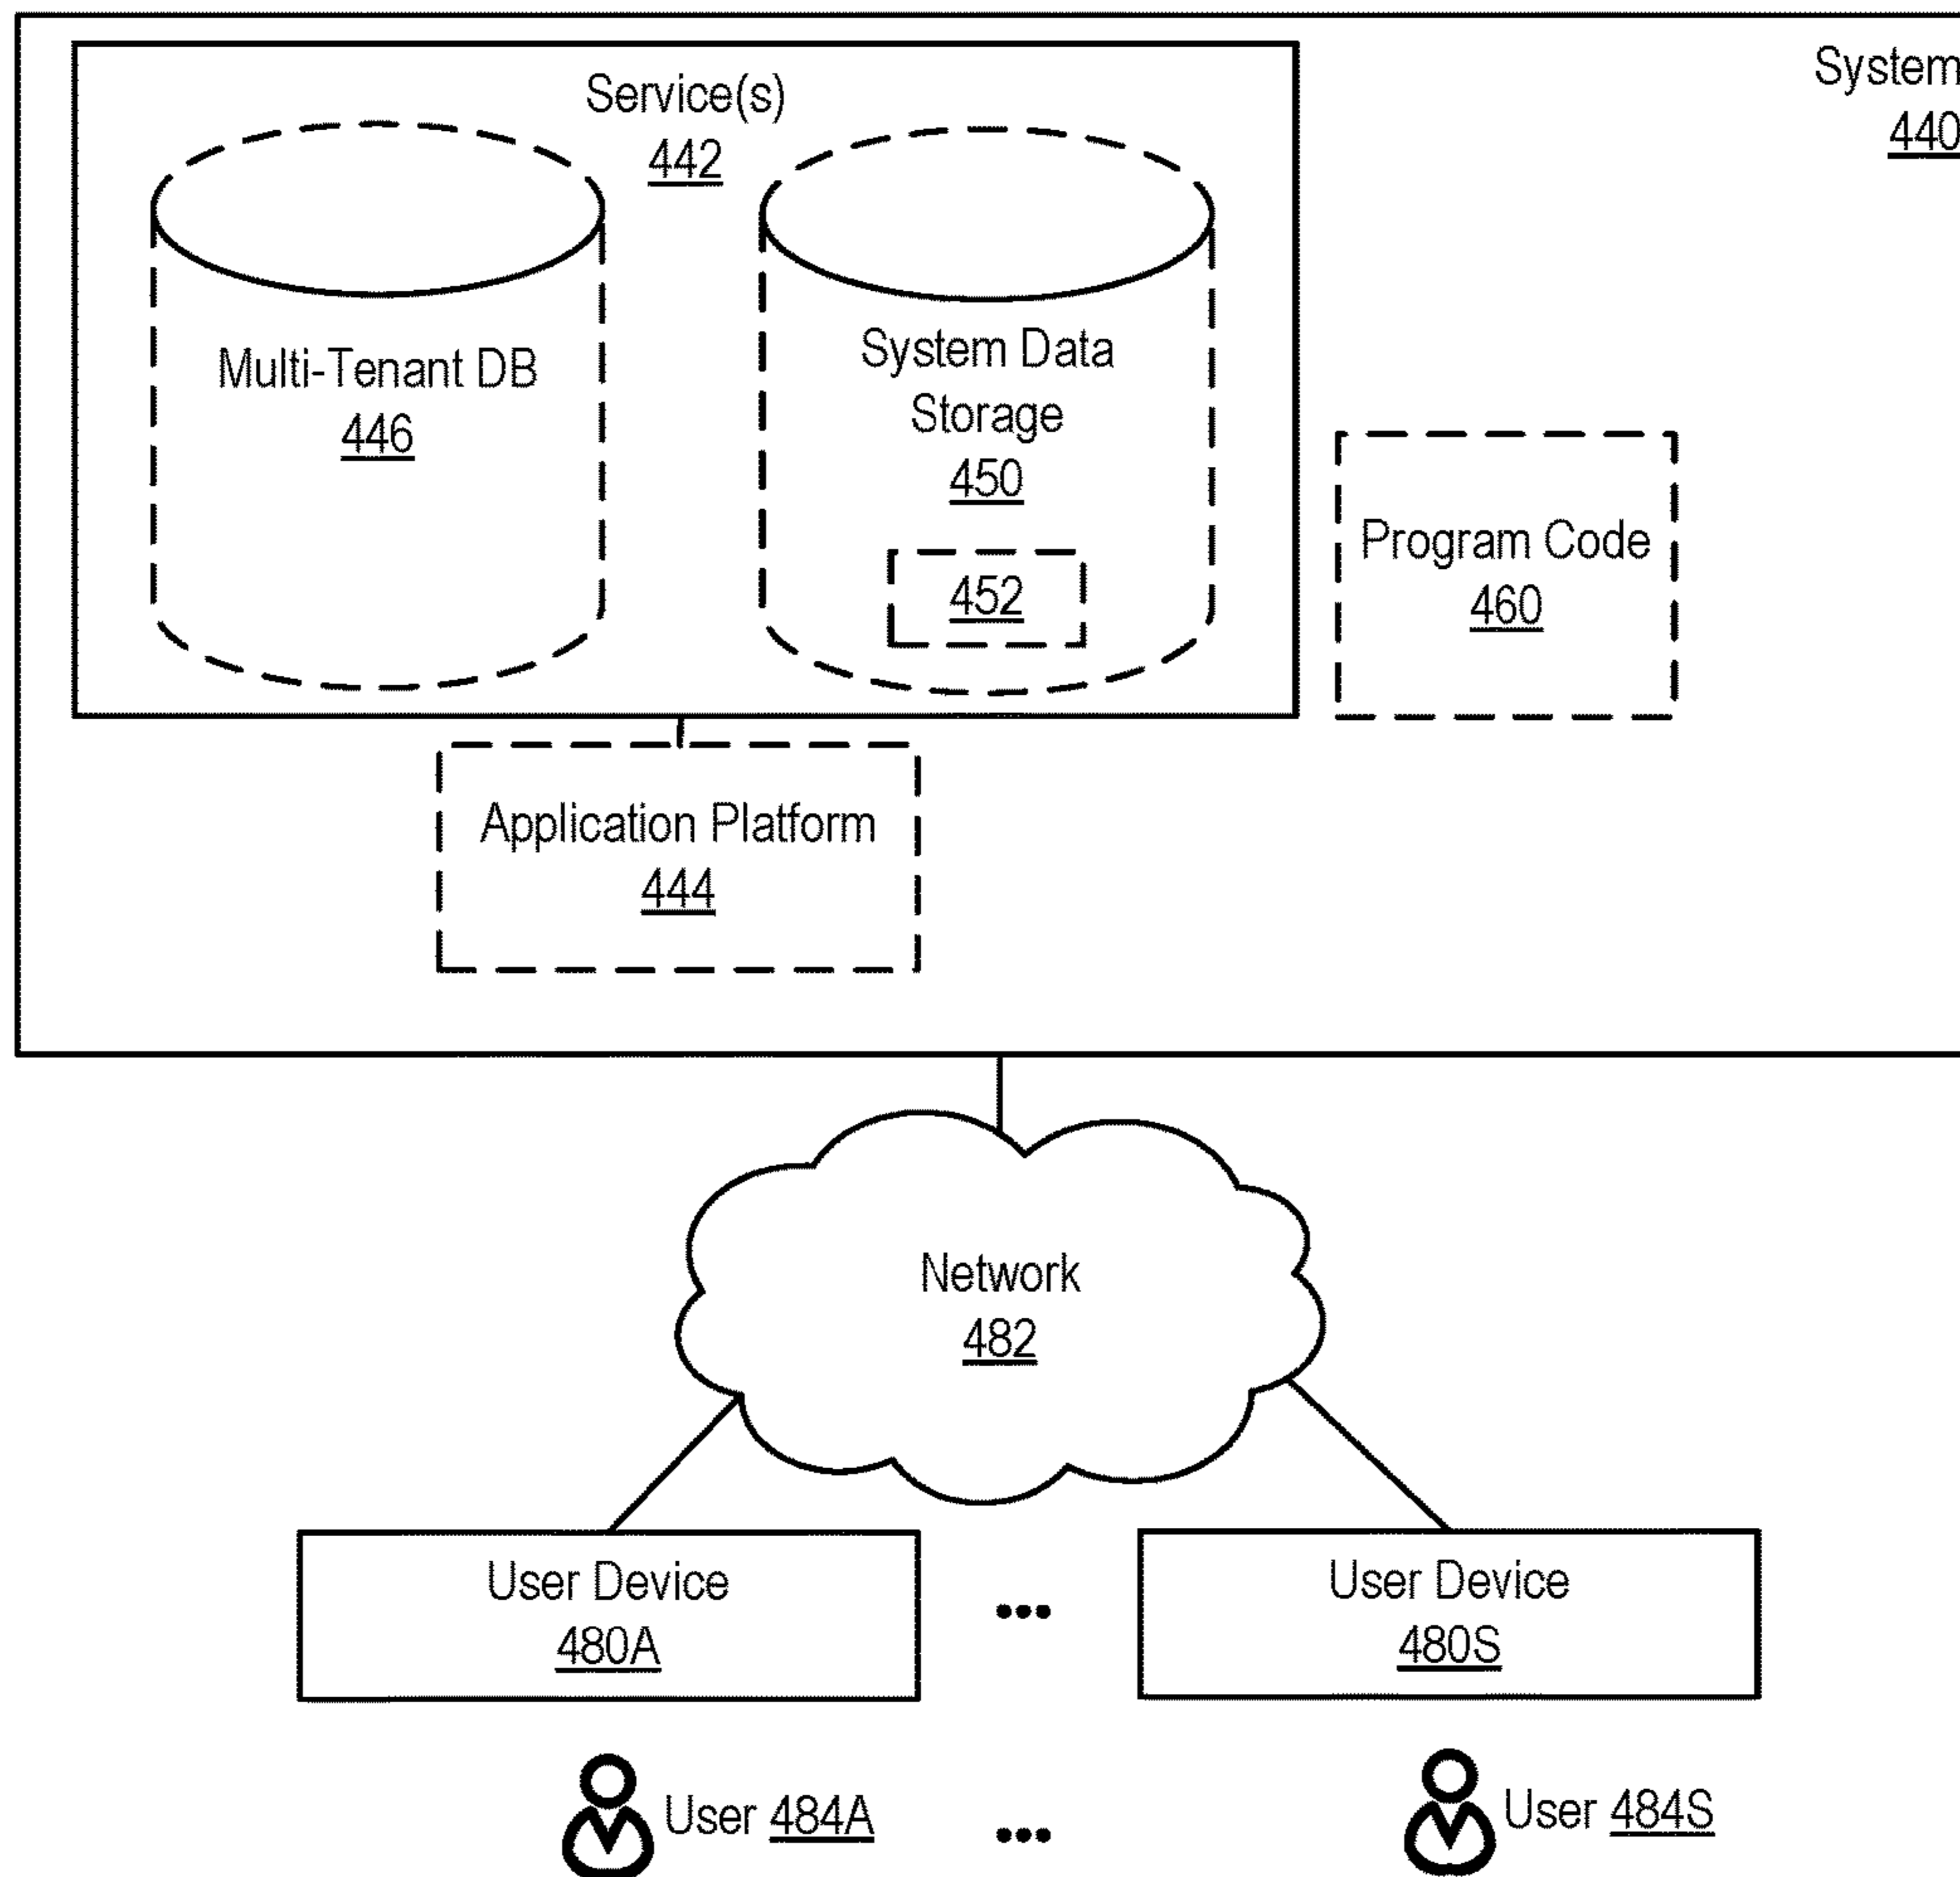 Service(s)
442
System
440
Multi-Tenant DB
446
System Data
Storage
450
452
Program Code
460
Application Platform
444
Network
482
User Device
480A
...
User Device
480S
User 484A
...
User 484S